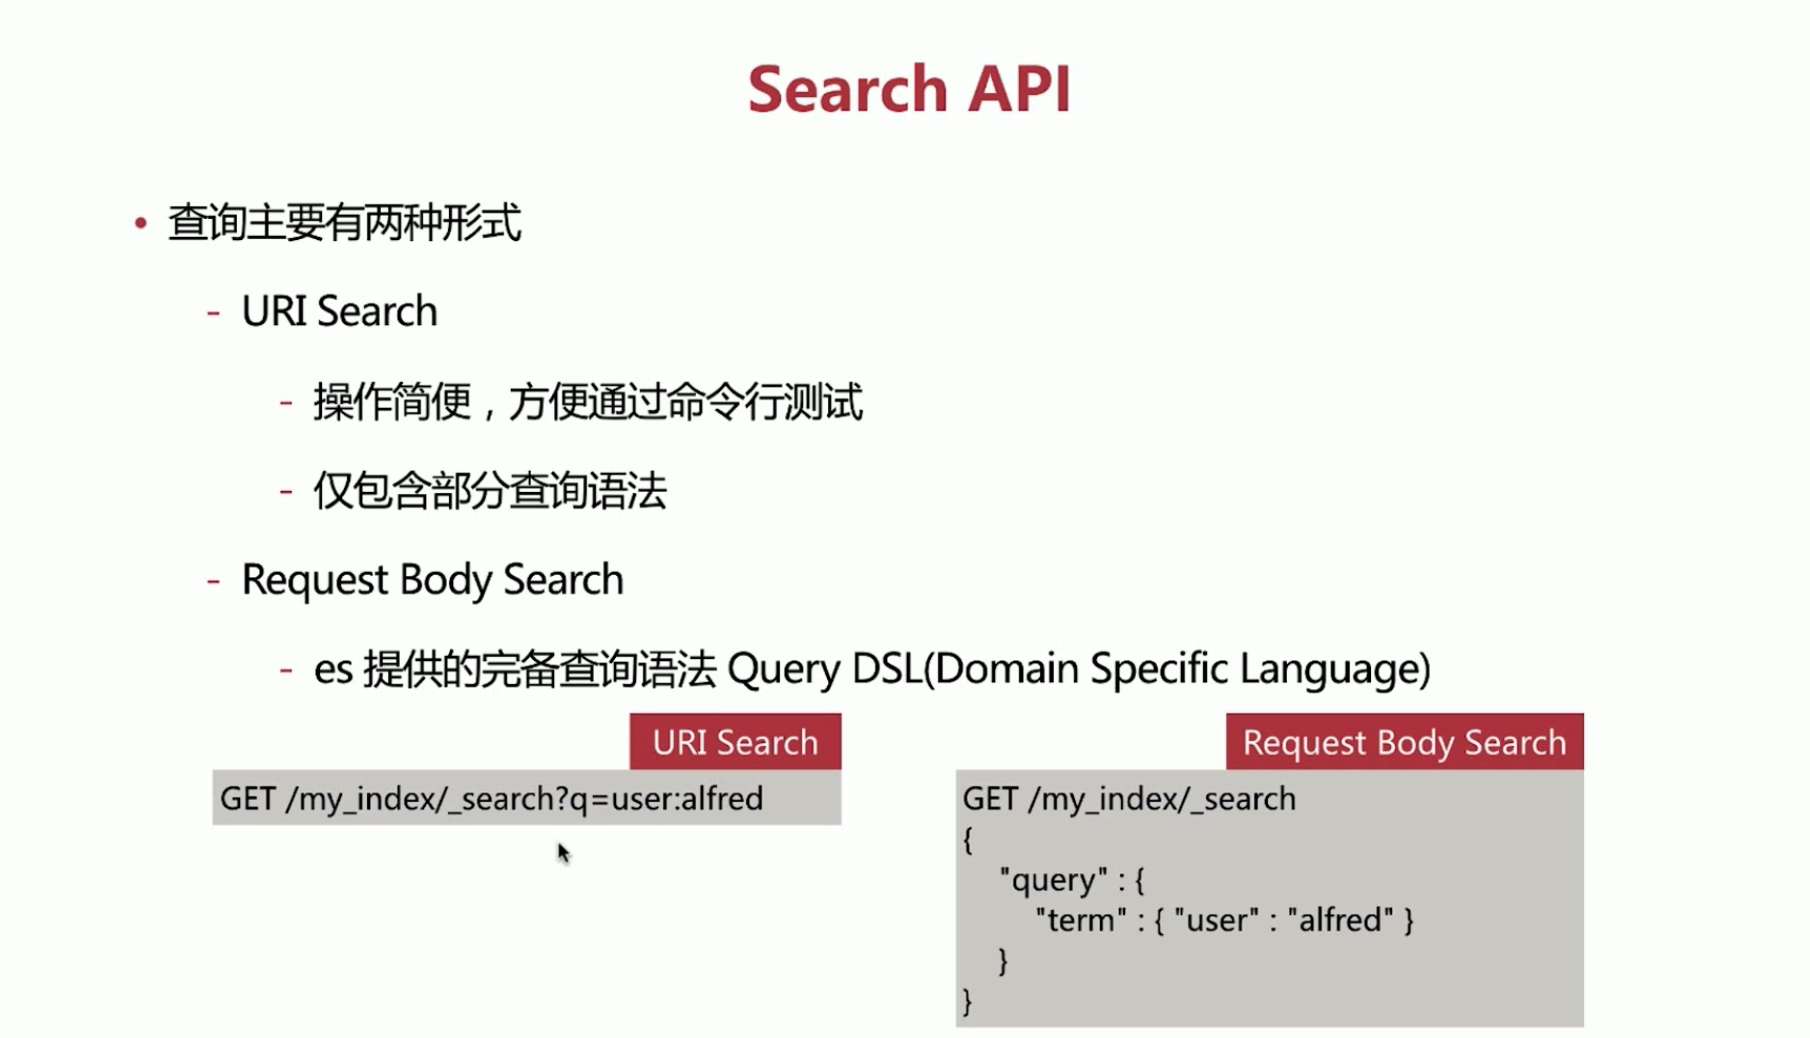 Search API
• 查询主要有两种形式
- URI Search
- 操作简便，方便通过命令行测试
- 仅包含部分查询语法
- Request Body Search
- es 提供的完备查询语法 Query DSL(Domain Specific Language)
URI Search
GET /my_index/_search?q=user:alfred
Request Body Search
GET /my_index/_search
{
"query" : {
"term" : { "user" : "alfred" }
}
}